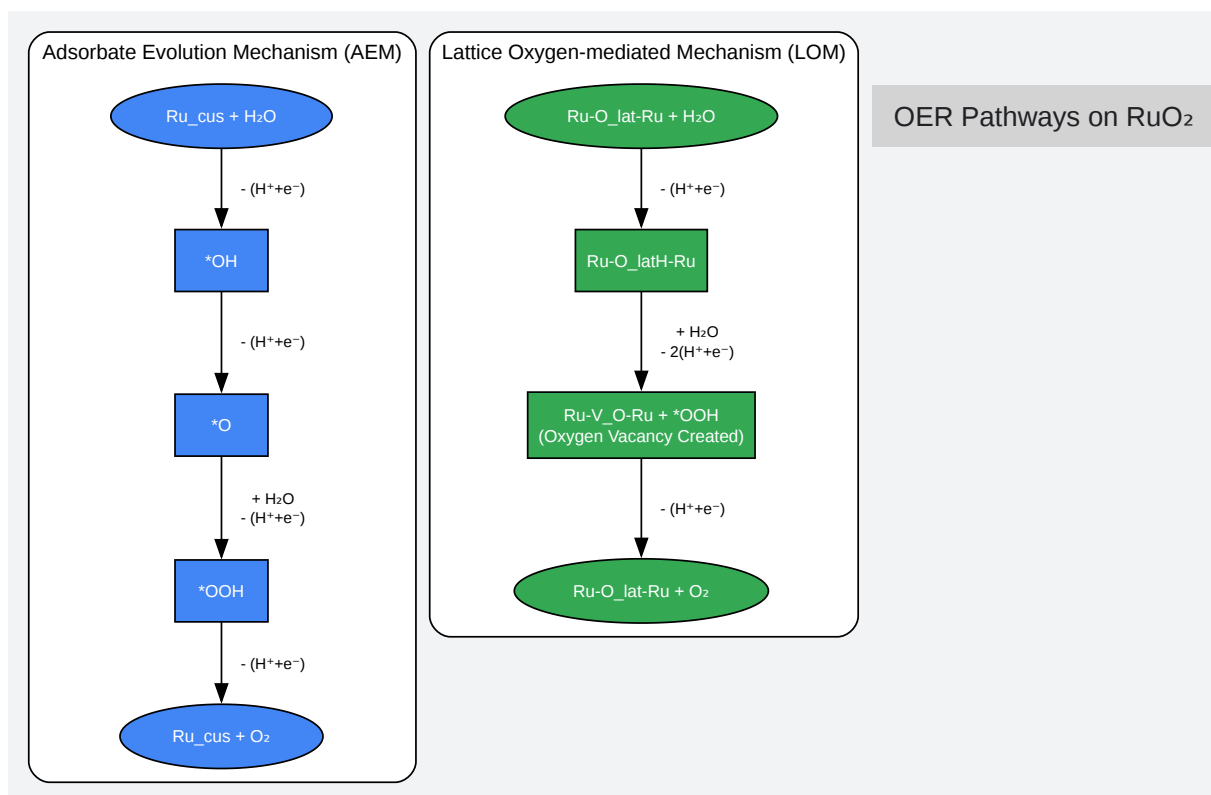 Adsorbate Evolution Mechanism (AEM)
Ru_cus + H₂O
- (H⁺+e⁻)
*OH
- (H⁺+e⁻)
*O
+ H₂O
- (H⁺+e⁻)
*OOH
- (H⁺+e⁻)
Ru_cus + O₂
Lattice Oxygen-mediated Mechanism (LOM)
Ru-O_lat-Ru + H₂O
- (H⁺+e⁻)
Ru-O_latH-Ru
+ H₂O
- 2(H⁺+e⁻)
Ru-V_O-Ru + *OOH
(Oxygen Vacancy Created)
- (H⁺+e⁻)
Ru-O_lat-Ru + O₂
OER Pathways on RuO₂